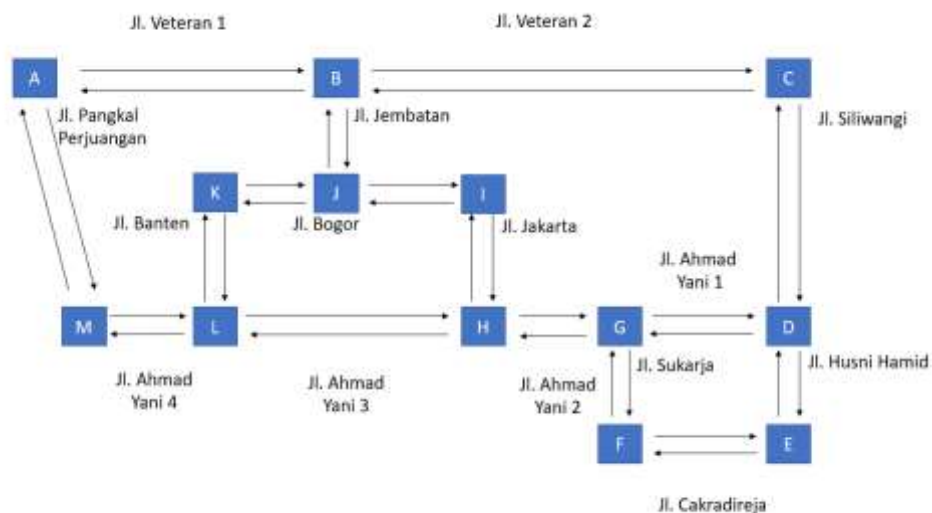 Jl. Veteran 1
Jl. Veteran 2
A
B
C
Jl. Pangkal
Perjuangan
Jl. Jembatan
Jl. Siliwangi
K
J
I
Jl. Banten
Jl. Bogor
Jl. Jakarta
Jl. Ahmad
Yani 1
M
L
H
G
D
Jl. Ahmad
Yani 4
Jl. Ahmad
Yani 3
Jl. Ahmad
Yani 2
Jl. Sukarja
Jl. Husni Hamid
F
E
Jl. Cakradireja